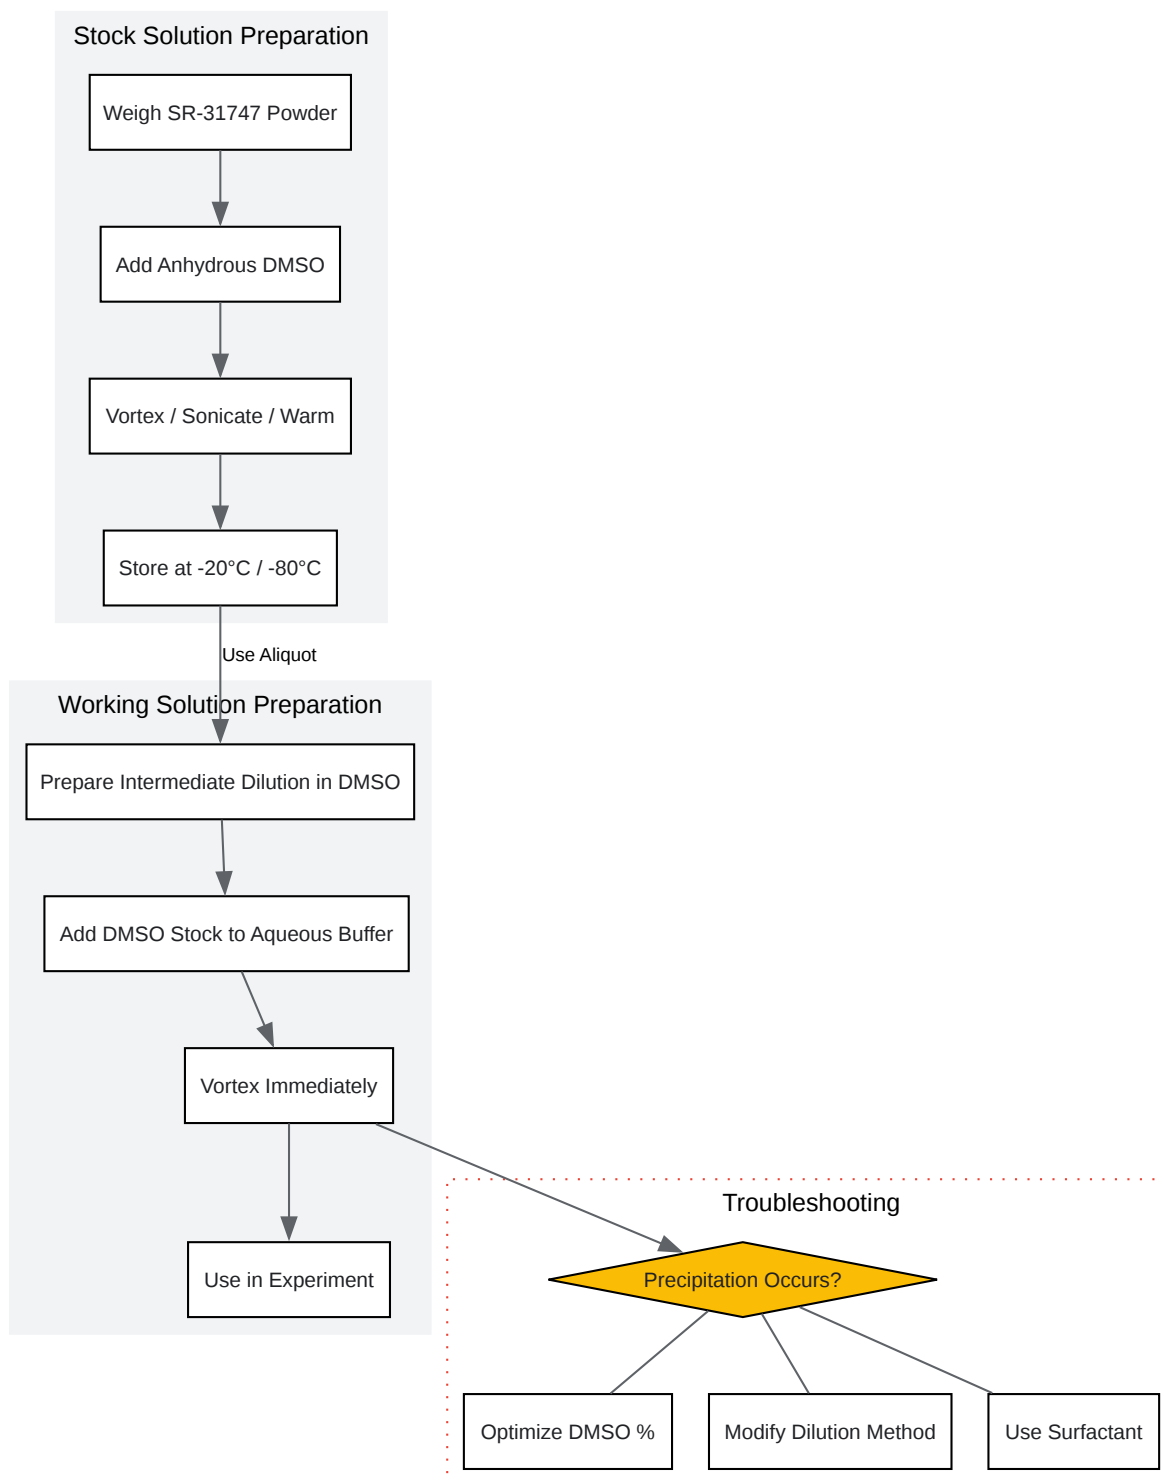 Stock Solution Preparation
Weigh SR-31747 Powder
Add Anhydrous DMSO
Vortex / Sonicate / Warm
Store at -20°C / -80°C
Use Aliquot
Working Solution Preparation
Prepare Intermediate Dilution in DMSO
Add DMSO Stock to Aqueous Buffer
Vortex Immediately
Use in Experiment
Troubleshooting
Precipitation Occurs?
Optimize DMSO %
Modify Dilution Method
Use Surfactant